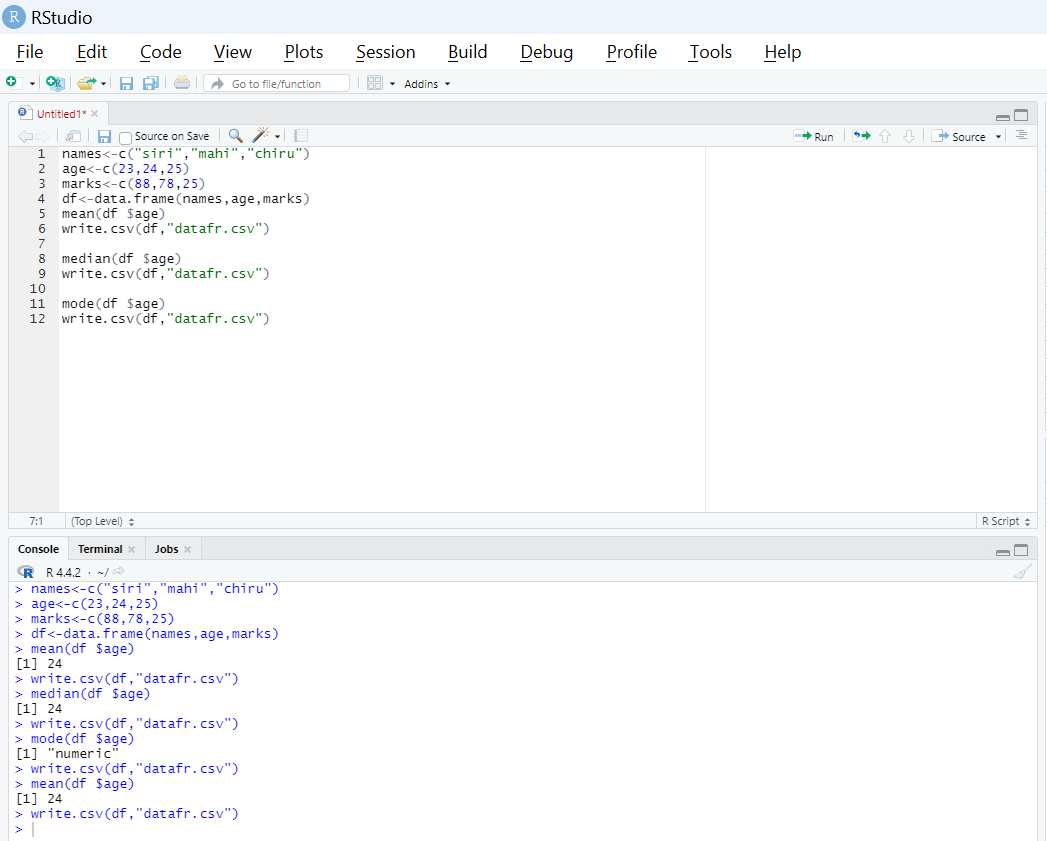 RStudio
File Edit Code View Plots Session Build Debug Profile Tools Help
Go to file/function Addins
Untitled1*
Source on Save Run Source
1 names<-c("siri","mahi","chiru")
2 age<-c(23,24,25)
3 marks<-c(88,78,25)
4 df<-data.frame(names,age,marks)
5 mean(df $age)
6 write.csv(df,"datafr.csv")
7
8 median(df $age)
9 write.csv(df,"datafr.csv")
10
11 mode(df $age)
12 write.csv(df,"datafr.csv")
7:1 (Top Level) R Script
Console Terminal Jobs
R 4.4.2 · ~/
> names<-c("siri","mahi","chiru")
> age<-c(23,24,25)
> marks<-c(88,78,25)
> df<-data.frame(names,age,marks)
> mean(df $age)
[1] 24
> write.csv(df,"datafr.csv")
> median(df $age)
[1] 24
> write.csv(df,"datafr.csv")
> mode(df $age)
[1] "numeric"
> write.csv(df,"datafr.csv")
> mean(df $age)
[1] 24
> write.csv(df,"datafr.csv")
>